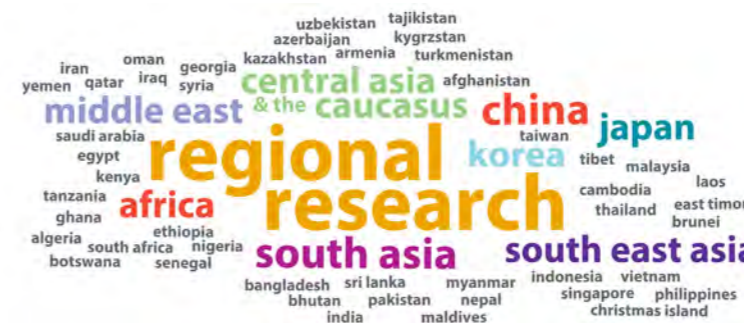 uzbekistan tajikistan
azerbaijan kygrzstan
iran oman georgia kazakhstan armenia turkmenistan
yemen qatar iraq syria central asia afghanistan
middle east & the caucasus china
saudi arabia taiwan japan
egypt regional korea tibet malaysia
kenya cambodia laos
tanzania africa research thailand east timor
ghana brunei
algeria ethiopia
south africa nigeria south asia south east asia
botswana senegal
bangladesh sri lanka myanmar indonesia vietnam
bhutan pakistan nepal singapore philippines
india maldives christmas island